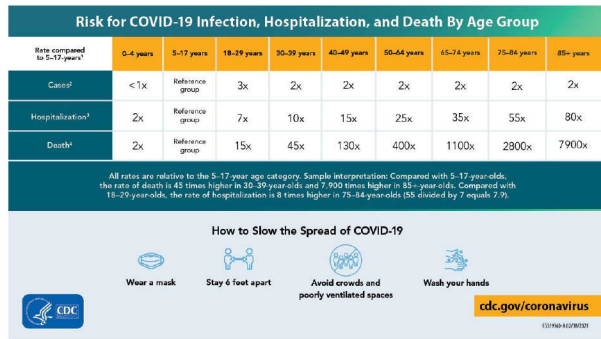 Risk for COVID-19 Infection, Hospitalization, and Death By Age Group
Rate compared to 5–17-years¹ 0–4 years 5–17 years 18–29 years 30–39 years 40–49 years 50–64 years 65–74 years 75–84 years 85+ years
Cases² <1x Reference group 3x 2x 2x 2x 2x 2x 2x
Hospitalization³ 2x Reference group 7x 10x 15x 25x 35x 55x 80x
Death⁴ 2x Reference group 15x 45x 130x 400x 1100x 2800x 7900x
All rates are relative to the 5–17-year age category. Sample interpretation: Compared with 5–17-year-olds,
the rate of death is 45 times higher in 30–39-year-olds and 7,900 times higher in 85+-year-olds. Compared with
18–29-year-olds, the rate of hospitalization is 8 times higher in 75–84-year-olds (55 divided by 7 equals 7.9).
How to Slow the Spread of COVID-19
Wear a mask
Stay 6 feet apart
Avoid crowds and
poorly ventilated spaces
Wash your hands
CDC
cdc.gov/coronavirus